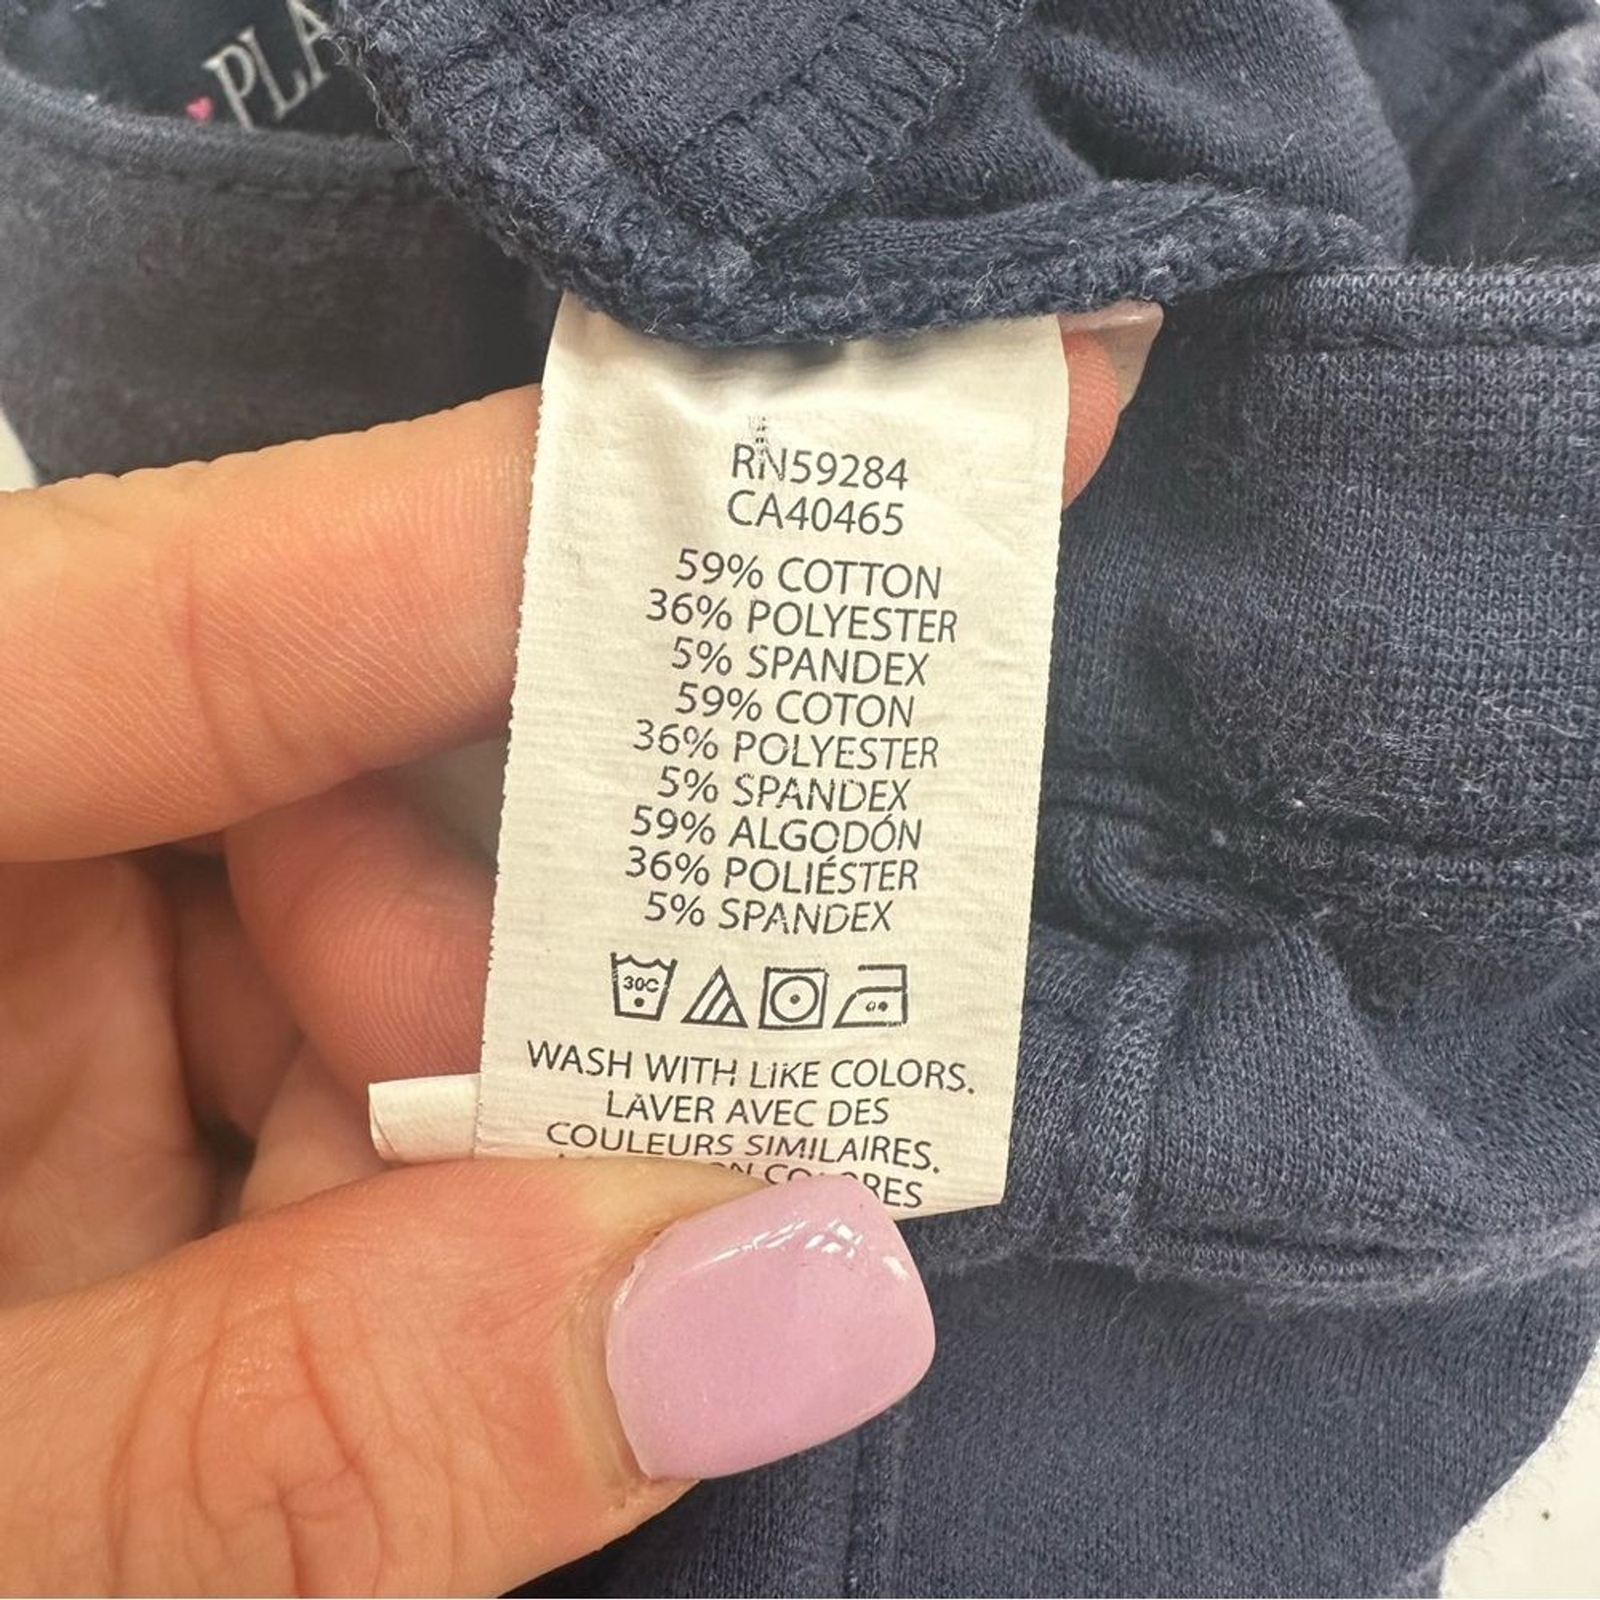 PLA
RN59284
CA40465
59% COTTON
36% POLYESTER
5% SPANDEX
59% COTON
36% POLYESTER
5% SPANDEX
59% ALGODÓN
36% POLIÉSTER
5% SPANDEX
30C
WASH WITH LIKE COLORS.
LAVER AVEC DES
COULEURS SIMILAIRES.